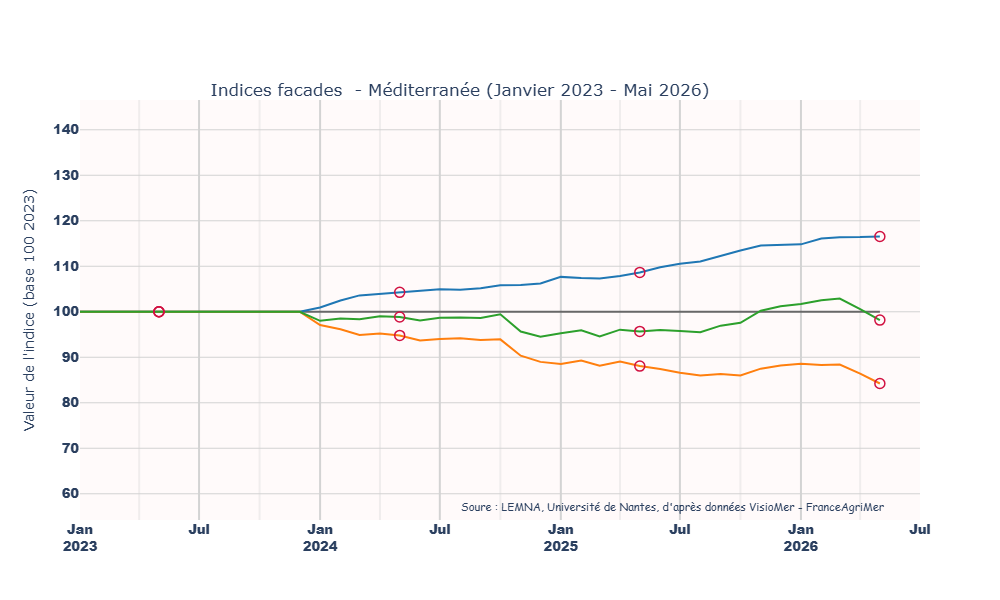 Indices facades - Méditerranée (Janvier 2023 - Mai 2026)
Valeur de l'indice (base 100 2023)
140
130
120
110
100
90
80
70
60
Soure : LEMNA, Université de Nantes, d'après données VisioMer - FranceAgriMer
Jan Jul Jan Jul Jan Jul Jan Jul
2023 2024 2025 2026